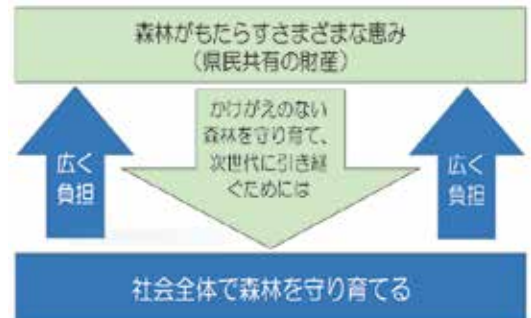 森林がもたらすさまざまな恵み
（県民共有の財産）
かけがえのない
森林を守り育て、
次世代に引き継
ぐためには
広く
負担
広く
負担
社会全体で森林を守り育てる